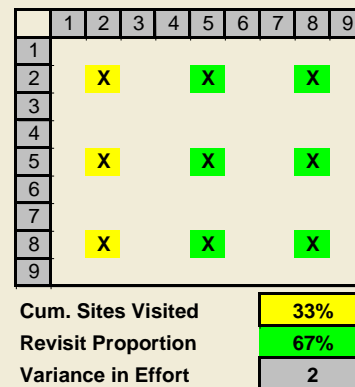 1 2 3 4 5 6 7 8 9
1
2 X X X
3
4
5 X X X
6
7
8 X X X
9
Cum. Sites Visited 33%
Revisit Proportion 67%
Variance in Effort 2